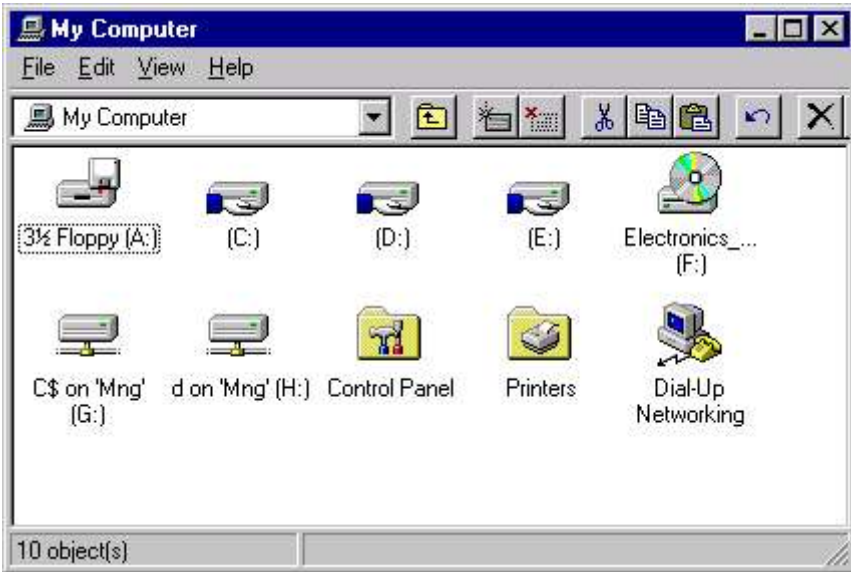 My Computer
File Edit View Help
My Computer
3½ Floppy (A:) (C:) (D:) (E:) Electronics_...
(F:)
C$ on 'Mng' d on 'Mng' (H:) Control Panel Printers Dial-Up
(G:) Networking
10 object(s)